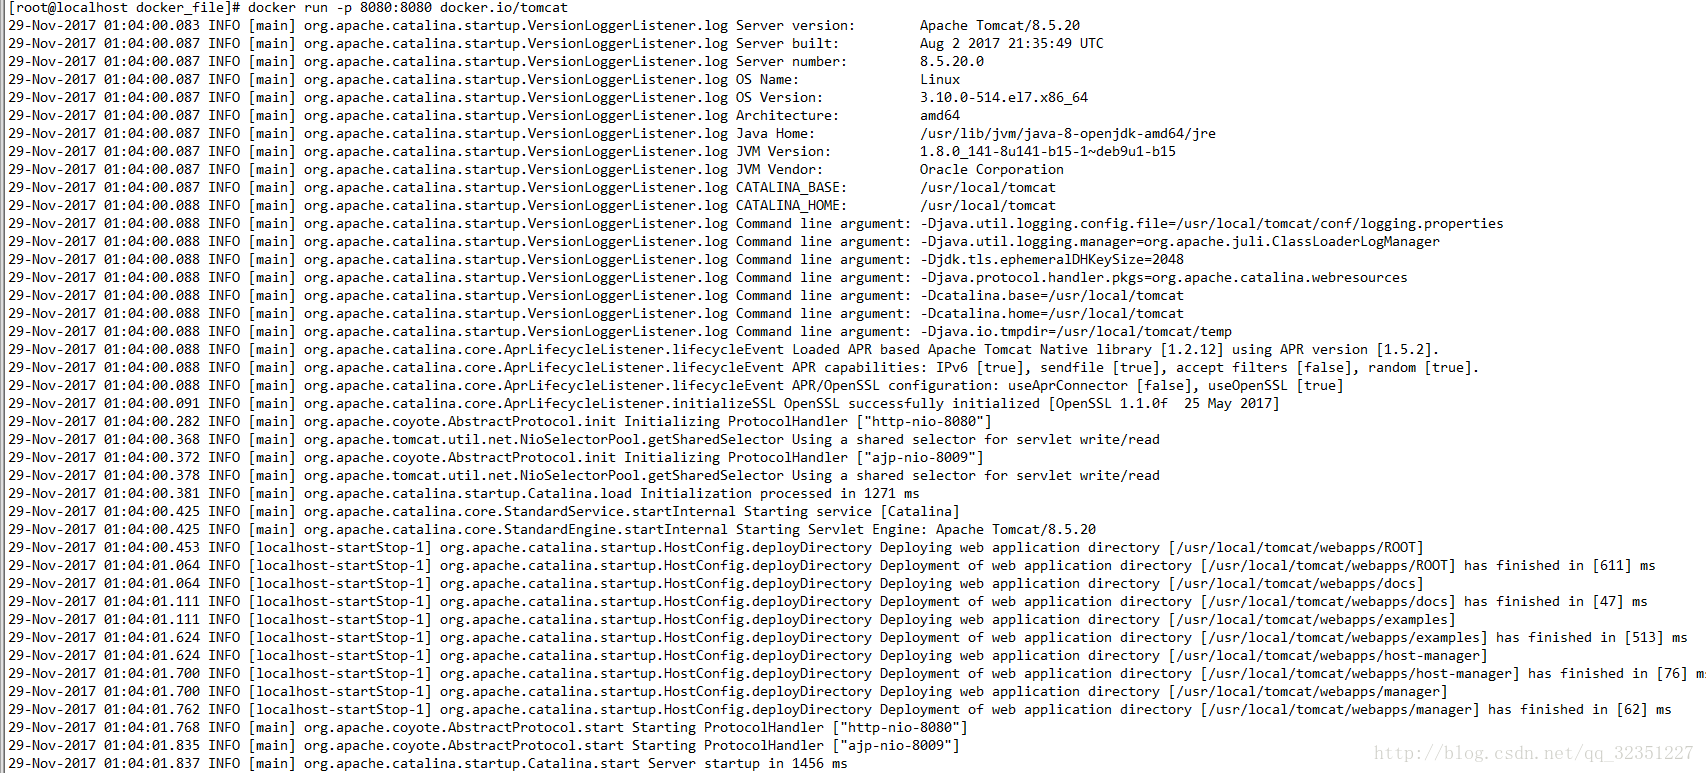 [root@localhost docker_file]# docker run -p 8080:8080 docker.io/tomcat
29-Nov-2017 01:04:00.083 INFO [main] org.apache.catalina.startup.VersionLoggerListener.log Server version:        Apache Tomcat/8.5.20
29-Nov-2017 01:04:00.087 INFO [main] org.apache.catalina.startup.VersionLoggerListener.log Server built:          Aug 2 2017 21:35:49 UTC
29-Nov-2017 01:04:00.087 INFO [main] org.apache.catalina.startup.VersionLoggerListener.log Server number:         8.5.20.0
29-Nov-2017 01:04:00.087 INFO [main] org.apache.catalina.startup.VersionLoggerListener.log OS Name:               Linux
29-Nov-2017 01:04:00.087 INFO [main] org.apache.catalina.startup.VersionLoggerListener.log OS Version:            3.10.0-514.el7.x86_64
29-Nov-2017 01:04:00.087 INFO [main] org.apache.catalina.startup.VersionLoggerListener.log Architecture:          amd64
29-Nov-2017 01:04:00.087 INFO [main] org.apache.catalina.startup.VersionLoggerListener.log Java Home:             /usr/lib/jvm/java-8-openjdk-amd64/jre
29-Nov-2017 01:04:00.087 INFO [main] org.apache.catalina.startup.VersionLoggerListener.log JVM Version:           1.8.0_141-8u141-b15-1~deb9u1-b15
29-Nov-2017 01:04:00.087 INFO [main] org.apache.catalina.startup.VersionLoggerListener.log JVM Vendor:            Oracle Corporation
29-Nov-2017 01:04:00.087 INFO [main] org.apache.catalina.startup.VersionLoggerListener.log CATALINA_BASE:         /usr/local/tomcat
29-Nov-2017 01:04:00.088 INFO [main] org.apache.catalina.startup.VersionLoggerListener.log CATALINA_HOME:         /usr/local/tomcat
29-Nov-2017 01:04:00.088 INFO [main] org.apache.catalina.startup.VersionLoggerListener.log Command line argument: -Djava.util.logging.config.file=/usr/local/tomcat/conf/logging.properties
29-Nov-2017 01:04:00.088 INFO [main] org.apache.catalina.startup.VersionLoggerListener.log Command line argument: -Djava.util.logging.manager=org.apache.juli.ClassLoaderLogManager
29-Nov-2017 01:04:00.088 INFO [main] org.apache.catalina.startup.VersionLoggerListener.log Command line argument: -Djdk.tls.ephemeralDHKeySize=2048
29-Nov-2017 01:04:00.088 INFO [main] org.apache.catalina.startup.VersionLoggerListener.log Command line argument: -Djava.protocol.handler.pkgs=org.apache.catalina.webresources
29-Nov-2017 01:04:00.088 INFO [main] org.apache.catalina.startup.VersionLoggerListener.log Command line argument: -Dcatalina.base=/usr/local/tomcat
29-Nov-2017 01:04:00.088 INFO [main] org.apache.catalina.startup.VersionLoggerListener.log Command line argument: -Dcatalina.home=/usr/local/tomcat
29-Nov-2017 01:04:00.088 INFO [main] org.apache.catalina.startup.VersionLoggerListener.log Command line argument: -Djava.io.tmpdir=/usr/local/tomcat/temp
29-Nov-2017 01:04:00.088 INFO [main] org.apache.catalina.core.AprLifecycleListener.lifecycleEvent Loaded APR based Apache Tomcat Native library [1.2.12] using APR version [1.5.2].
29-Nov-2017 01:04:00.088 INFO [main] org.apache.catalina.core.AprLifecycleListener.lifecycleEvent APR capabilities: IPv6 [true], sendfile [true], accept filters [false], random [true].
29-Nov-2017 01:04:00.088 INFO [main] org.apache.catalina.core.AprLifecycleListener.lifecycleEvent APR/OpenSSL configuration: useAprConnector [false], useOpenSSL [true]
29-Nov-2017 01:04:00.091 INFO [main] org.apache.catalina.core.AprLifecycleListener.initializeSSL OpenSSL successfully initialized [OpenSSL 1.1.0f  25 May 2017]
29-Nov-2017 01:04:00.282 INFO [main] org.apache.coyote.AbstractProtocol.init Initializing ProtocolHandler ["http-nio-8080"]
29-Nov-2017 01:04:00.368 INFO [main] org.apache.tomcat.util.net.NioSelectorPool.getSharedSelector Using a shared selector for servlet write/read
29-Nov-2017 01:04:00.372 INFO [main] org.apache.coyote.AbstractProtocol.init Initializing ProtocolHandler ["ajp-nio-8009"]
29-Nov-2017 01:04:00.378 INFO [main] org.apache.tomcat.util.net.NioSelectorPool.getSharedSelector Using a shared selector for servlet write/read
29-Nov-2017 01:04:00.381 INFO [main] org.apache.catalina.startup.Catalina.load Initialization processed in 1271 ms
29-Nov-2017 01:04:00.425 INFO [main] org.apache.catalina.core.StandardService.startInternal Starting service [Catalina]
29-Nov-2017 01:04:00.425 INFO [main] org.apache.catalina.core.StandardEngine.startInternal Starting Servlet Engine: Apache Tomcat/8.5.20
29-Nov-2017 01:04:00.453 INFO [localhost-startStop-1] org.apache.catalina.startup.HostConfig.deployDirectory Deploying web application directory [/usr/local/tomcat/webapps/ROOT]
29-Nov-2017 01:04:01.064 INFO [localhost-startStop-1] org.apache.catalina.startup.HostConfig.deployDirectory Deployment of web application directory [/usr/local/tomcat/webapps/ROOT] has finished in [611] ms
29-Nov-2017 01:04:01.064 INFO [localhost-startStop-1] org.apache.catalina.startup.HostConfig.deployDirectory Deploying web application directory [/usr/local/tomcat/webapps/docs]
29-Nov-2017 01:04:01.111 INFO [localhost-startStop-1] org.apache.catalina.startup.HostConfig.deployDirectory Deployment of web application directory [/usr/local/tomcat/webapps/docs] has finished in [47] ms
29-Nov-2017 01:04:01.111 INFO [localhost-startStop-1] org.apache.catalina.startup.HostConfig.deployDirectory Deploying web application directory [/usr/local/tomcat/webapps/examples]
29-Nov-2017 01:04:01.624 INFO [localhost-startStop-1] org.apache.catalina.startup.HostConfig.deployDirectory Deployment of web application directory [/usr/local/tomcat/webapps/examples] has finished in [513] ms
29-Nov-2017 01:04:01.624 INFO [localhost-startStop-1] org.apache.catalina.startup.HostConfig.deployDirectory Deploying web application directory [/usr/local/tomcat/webapps/host-manager]
29-Nov-2017 01:04:01.700 INFO [localhost-startStop-1] org.apache.catalina.startup.HostConfig.deployDirectory Deployment of web application directory [/usr/local/tomcat/webapps/host-manager] has finished in [76] m
29-Nov-2017 01:04:01.700 INFO [localhost-startStop-1] org.apache.catalina.startup.HostConfig.deployDirectory Deploying web application directory [/usr/local/tomcat/webapps/manager]
29-Nov-2017 01:04:01.762 INFO [localhost-startStop-1] org.apache.catalina.startup.HostConfig.deployDirectory Deployment of web application directory [/usr/local/tomcat/webapps/manager] has finished in [62] ms
29-Nov-2017 01:04:01.768 INFO [main] org.apache.coyote.AbstractProtocol.start Starting ProtocolHandler ["http-nio-8080"]
29-Nov-2017 01:04:01.835 INFO [main] org.apache.coyote.AbstractProtocol.start Starting ProtocolHandler ["ajp-nio-8009"]
29-Nov-2017 01:04:01.837 INFO [main] org.apache.catalina.startup.Catalina.start Server startup in 1456 ms
http://blog.csdn.net/qq_32351227